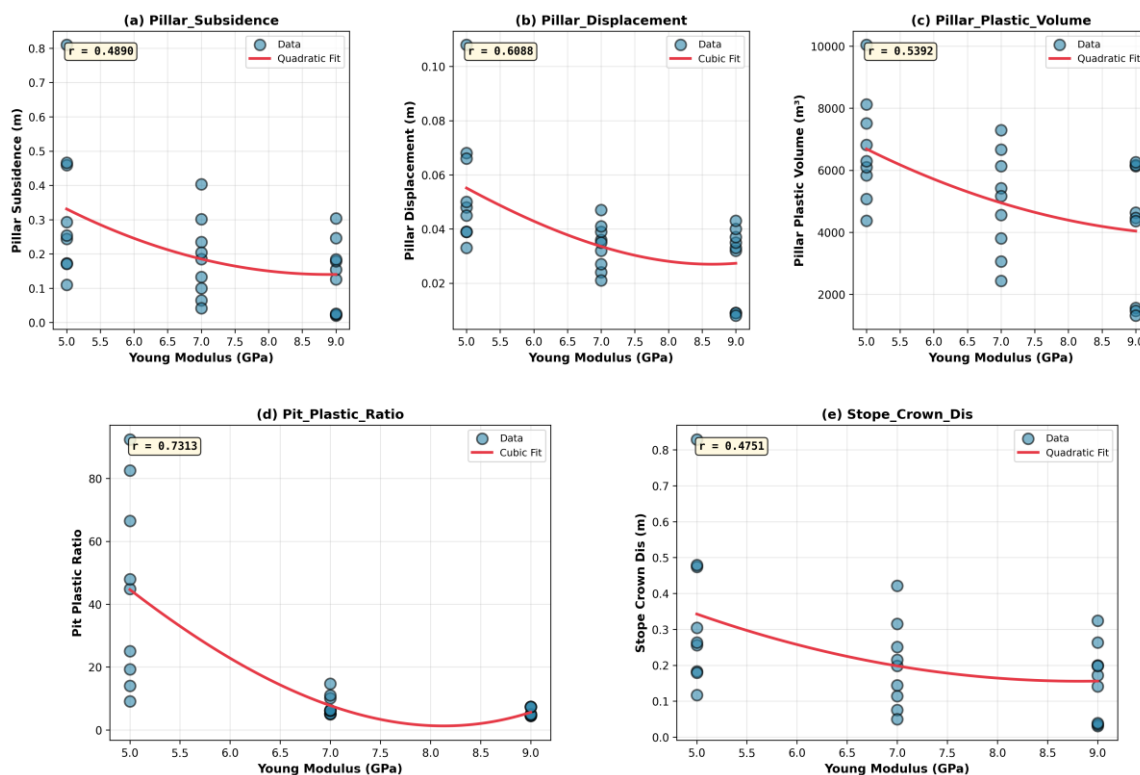 (a) Pillar_Subsidence
r = 0.4890
Data
Quadratic Fit
Pillar Subsidence (m)
0.8
0.7
0.6
0.5
0.4
0.3
0.2
0.1
0.0
5.0 5.5 6.0 6.5 7.0 7.5 8.0 8.5 9.0
Young Modulus (GPa)
(b) Pillar_Displacement
r = 0.6088
Data
Cubic Fit
Pillar Displacement (m)
0.10
0.08
0.06
0.04
0.02
5.0 5.5 6.0 6.5 7.0 7.5 8.0 8.5 9.0
Young Modulus (GPa)
(c) Pillar_Plastic_Volume
r = 0.5392
Data
Quadratic Fit
Pillar Plastic Volume (m³)
10000
8000
6000
4000
2000
5.0 5.5 6.0 6.5 7.0 7.5 8.0 8.5 9.0
Young Modulus (GPa)
(d) Pit_Plastic_Ratio
r = 0.7313
Data
Cubic Fit
Pit Plastic Ratio
80
60
40
20
0
5.0 5.5 6.0 6.5 7.0 7.5 8.0 8.5 9.0
Young Modulus (GPa)
(e) Stope_Crown_Dis
r = 0.4751
Data
Quadratic Fit
Stope Crown Dis (m)
0.8
0.7
0.6
0.5
0.4
0.3
0.2
0.1
0.0
5.0 5.5 6.0 6.5 7.0 7.5 8.0 8.5 9.0
Young Modulus (GPa)